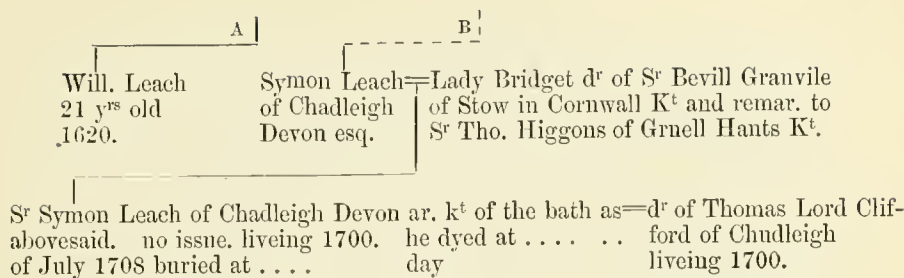 A B
Will. Leach Symon Leach=Lady Bridget dʳ of Sʳ Bevill Granvile
21 yʳˢ old of Chadleigh of Stow in Cornwall Kᵗ and remar. to
1620. Devon esq. Sʳ Tho. Higgons of Gruell Hants Kᵗ.
Sʳ Symon Leach of Chadleigh Devon ar. kᵗ of the bath as=dʳ of Thomas Lord Clif-
abovesaid. no issue. liveing 1700. he dyed at .... .. ford of Chudleigh
of July 1708 buried at .... day liveing 1700.